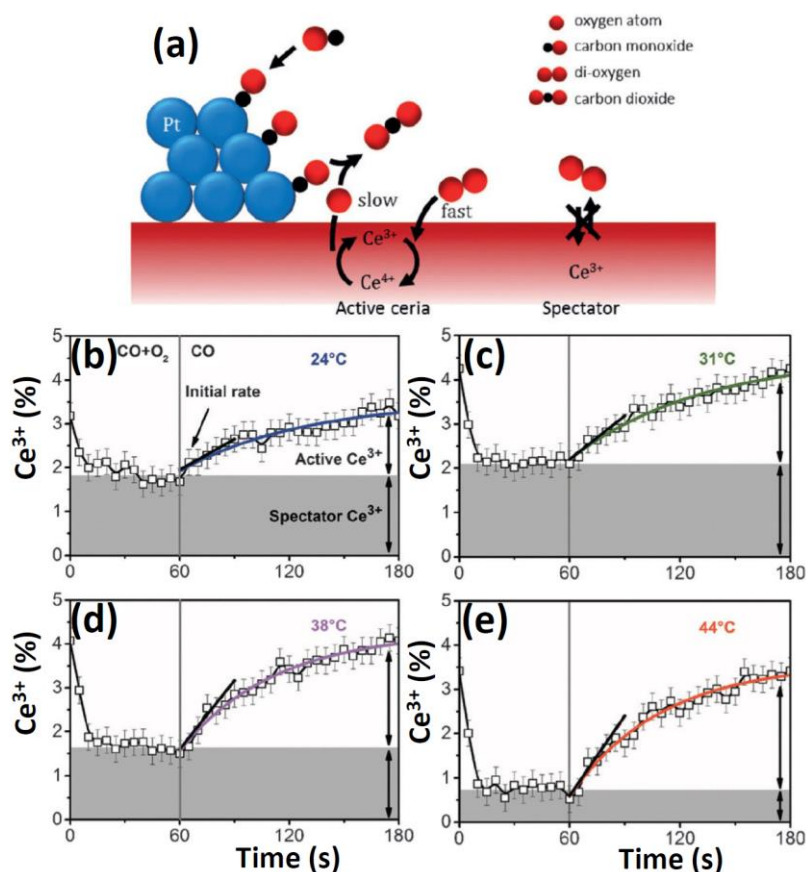 (a)
oxygen atom
carbon monoxide
di-oxygen
carbon dioxide
Pt
slow
fast
Ce³⁺
Ce⁴⁺
Ce³⁺
Active ceria
Spectator
(b)
CO+O₂
CO
24°C
Initial rate
Active Ce³⁺
Spectator Ce³⁺
Ce³⁺ (%)
5
4
3
2
1
0
0 60 120 180
(c)
31°C
Ce³⁺ (%)
5
4
3
2
1
0
0 60 120 180
(d)
38°C
Ce³⁺ (%)
5
4
3
2
1
0
0 60 120 180
Time (s)
(e)
44°C
Ce³⁺ (%)
5
4
3
2
1
0
0 60 120 180
Time (s)